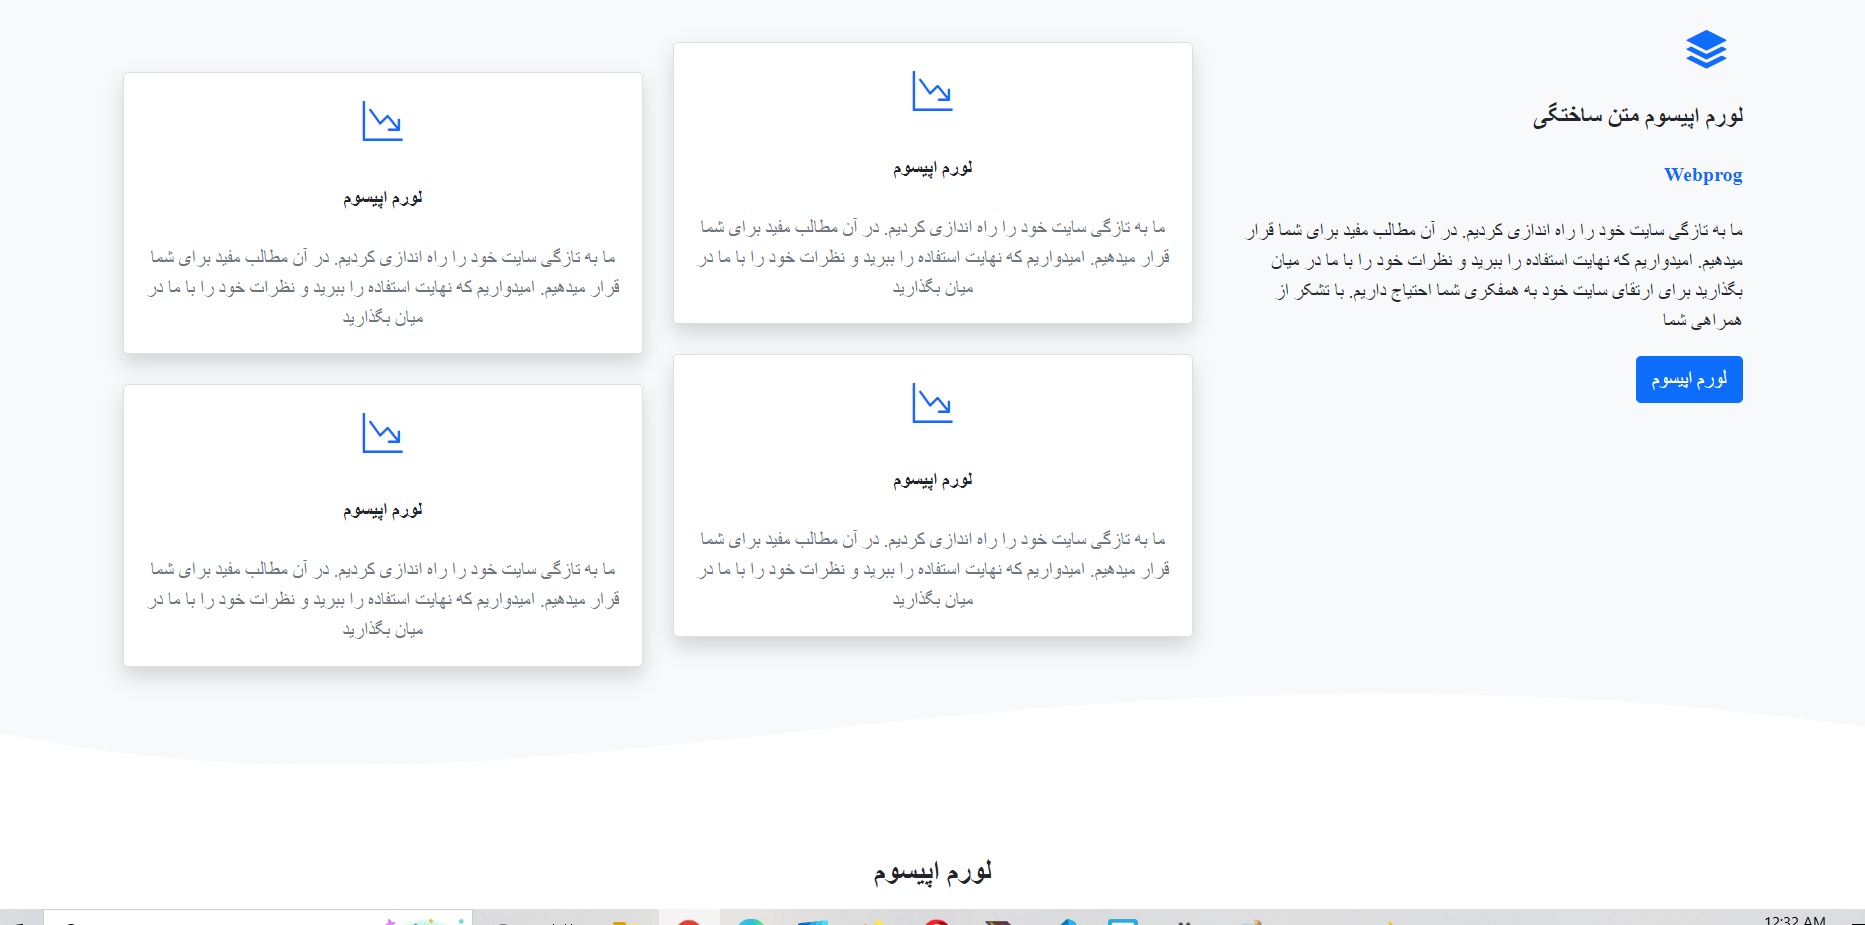 لورم اپیسوم متن ساختگی
Webprog
ما به تازگی سایت خود را راه اندازی کردیم. در آن مطالب مفید برای شما قرار
میدهیم. امیدواریم که نهایت استفاده را ببرید و نظرات خود را با ما در میان
بگذارید برای ارتقای سایت خود به همفکری شما احتیاج داریم. با تشکر از
همراهی شما
لورم اپیسوم
لورم اپیسوم
ما به تازگی سایت خود را راه اندازی کردیم. در آن مطالب مفید برای شما
قرار میدهیم. امیدواریم که نهایت استفاده را ببرید و نظرات خود را با ما در
میان بگذارید
لورم اپیسوم
ما به تازگی سایت خود را راه اندازی کردیم. در آن مطالب مفید برای شما
قرار میدهیم. امیدواریم که نهایت استفاده را ببرید و نظرات خود را با ما در
میان بگذارید
لورم اپیسوم
ما به تازگی سایت خود را راه اندازی کردیم. در آن مطالب مفید برای شما
قرار میدهیم. امیدواریم که نهایت استفاده را ببرید و نظرات خود را با ما در
میان بگذارید
لورم اپیسوم
ما به تازگی سایت خود را راه اندازی کردیم. در آن مطالب مفید برای شما
قرار میدهیم. امیدواریم که نهایت استفاده را ببرید و نظرات خود را با ما در
میان بگذارید
لورم اپیسوم
12:32 AM